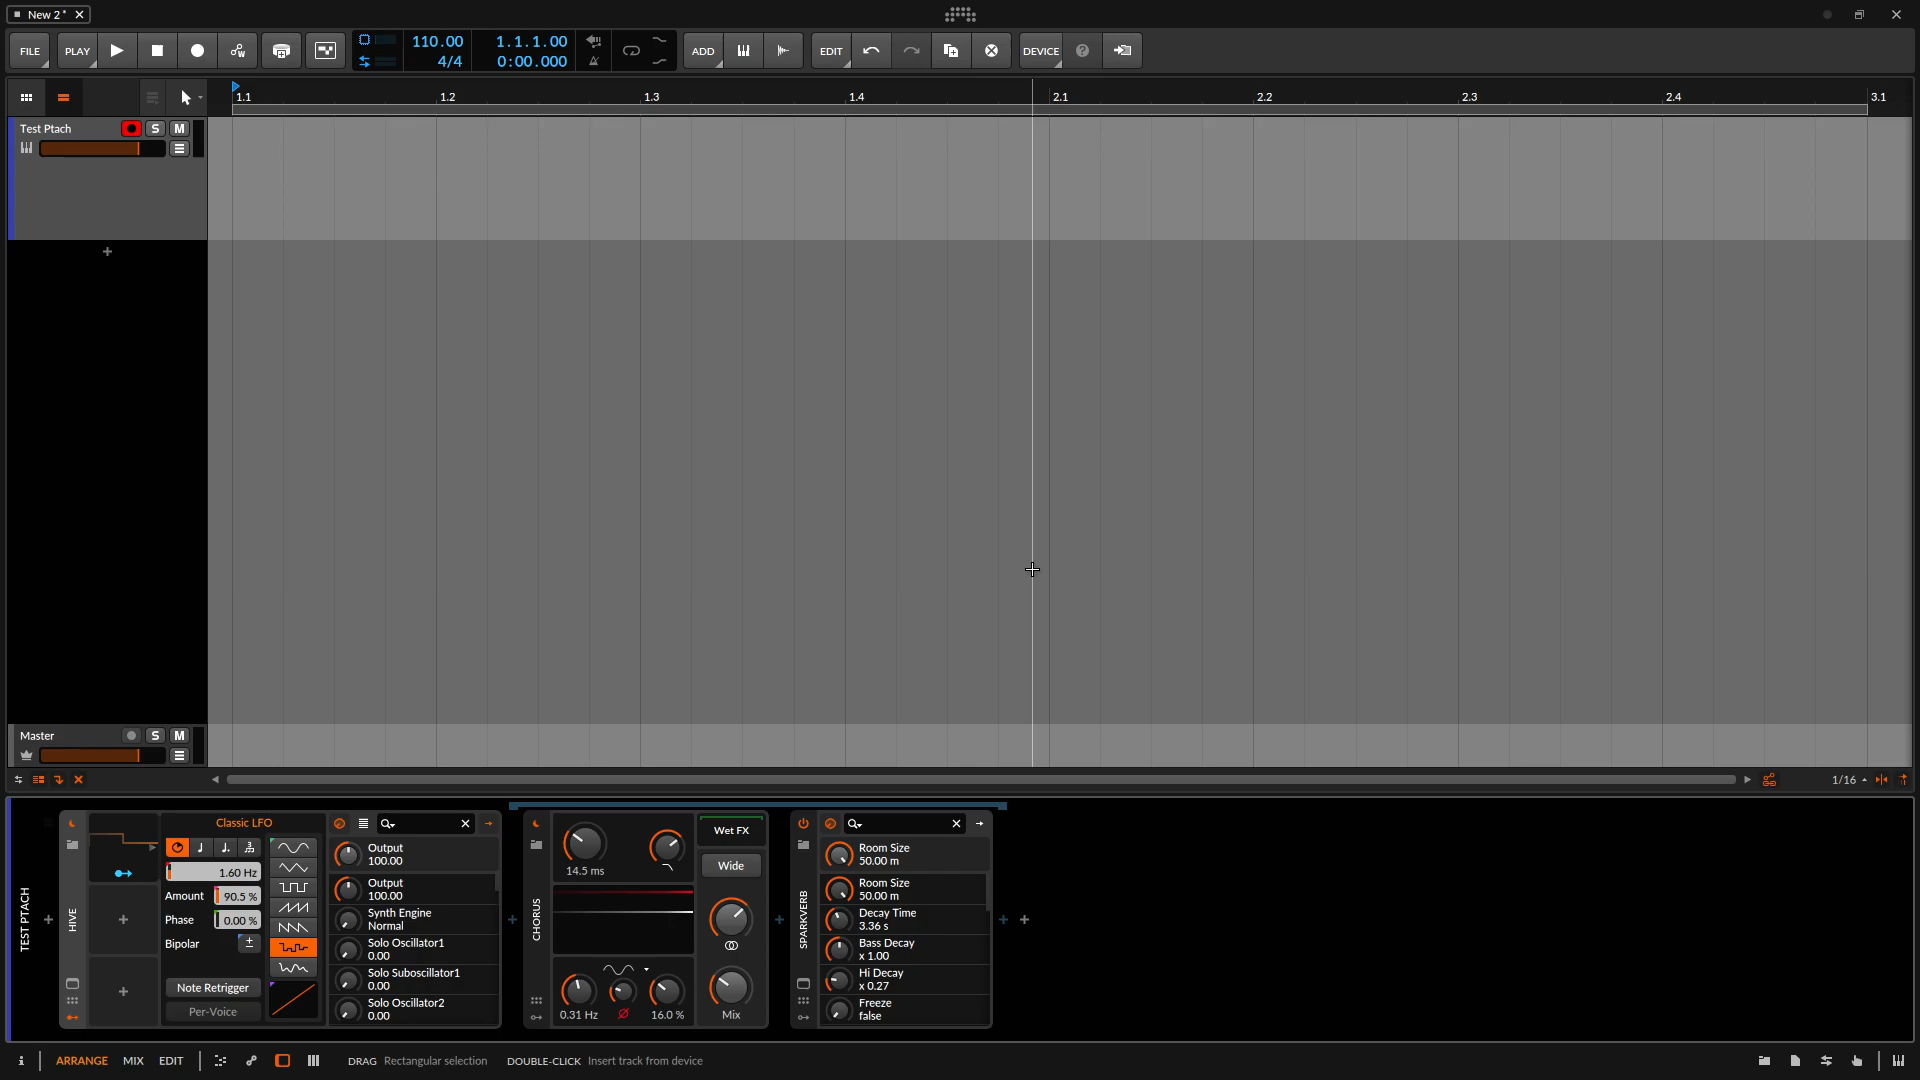 New 2*
FILE PLAY 110.00 4/4 1.1.1.00 0:00.000 ADD EDIT DEVICE ?
1.1 1.2 1.3 1.4 2.1 2.2 2.3 2.4 3.1
Test Ptach S M
Master S M
1/16
TEST PTACH
HIVE
Classic LFO
1.60 Hz
Amount 90.5 %
Phase 0.00 %
Bipolar ±
Note Retrigger
Per-Voice
Output
100.00
Output
100.00
Synth Engine
Normal
Solo Oscillator1
0.00
Solo Suboscillator1
0.00
Solo Oscillator2
0.00
CHORUS
14.5 ms
0.31 Hz
16.0 %
Wet FX
Wide
Mix
SPARKVERB
Room Size
50.00 m
Room Size
50.00 m
Decay Time
3.36 s
Bass Decay
x 1.00
Hi Decay
x 0.27
Freeze
false
i ARRANGE MIX EDIT DRAG Rectangular selection DOUBLE-CLICK Insert track from device